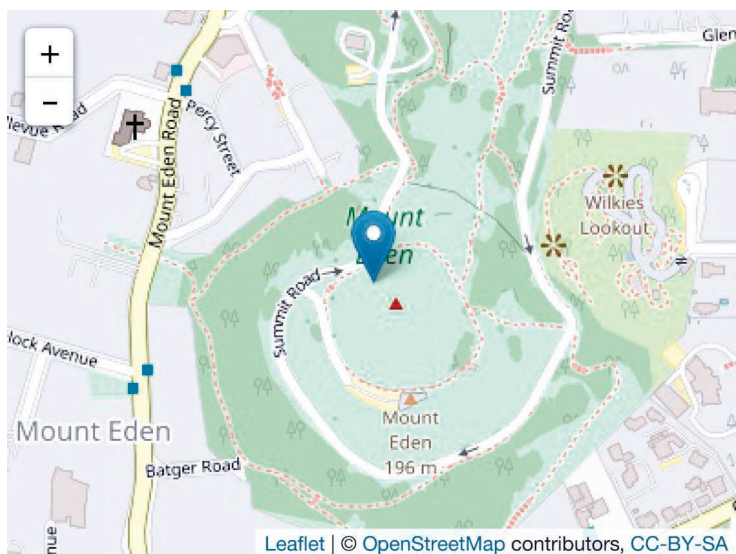 +
−
Glen
Summit Road
llevue Road
Percy Street
Mount Eden Road
Wilkies
Lookout
Mount
Eden
Summit Road
lock Avenue
Mount
Eden
196 m
Mount Eden
Batger Road
Leaflet | © OpenStreetMap contributors, CC-BY-SA